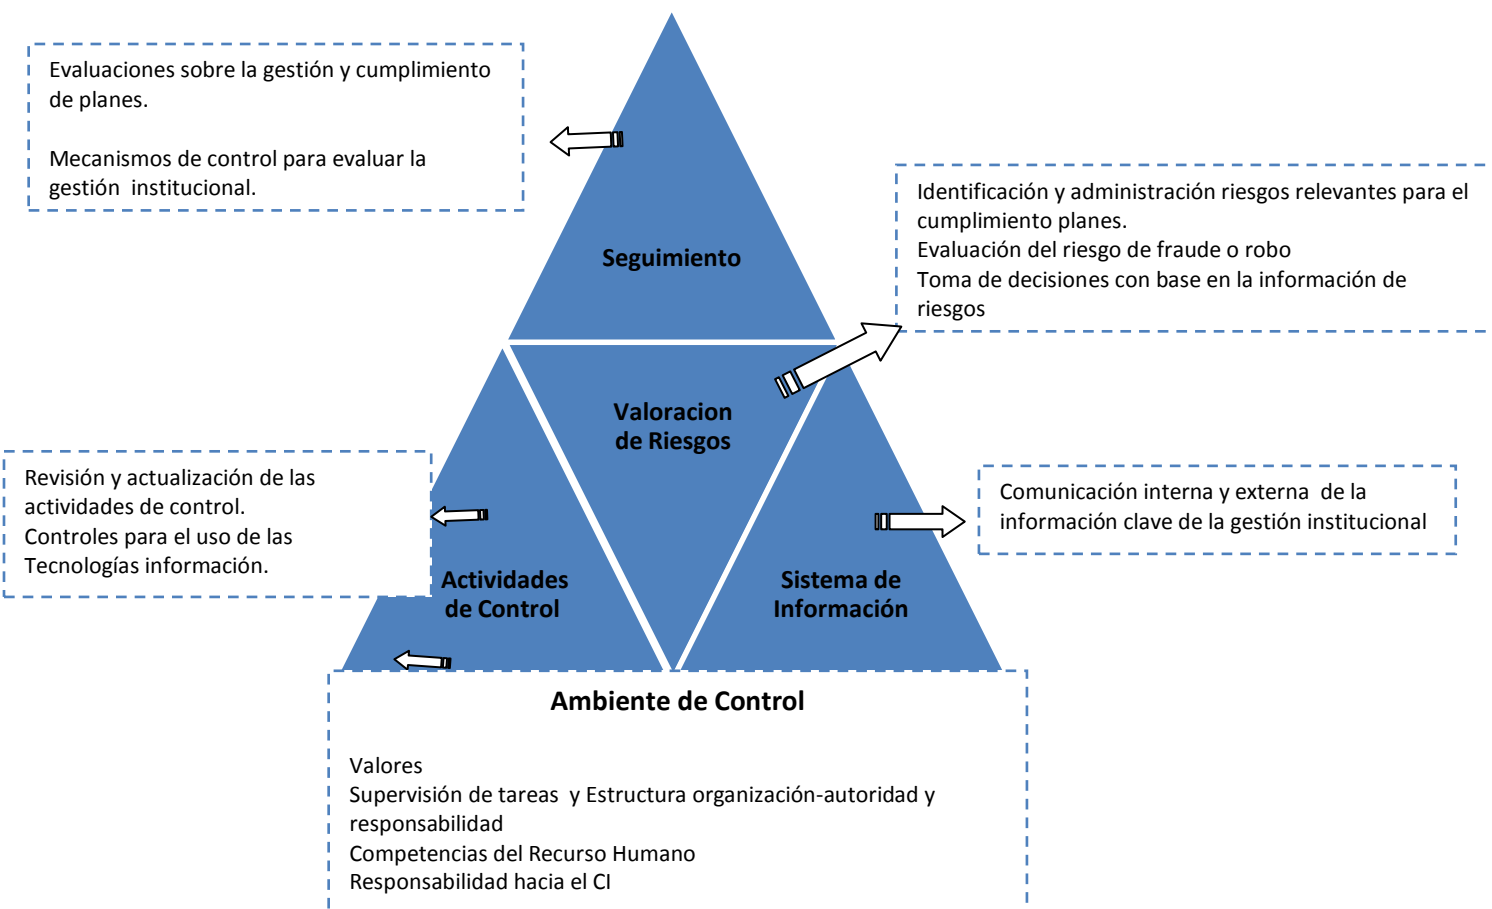 Evaluaciones sobre la gestión y cumplimiento
de planes.
Mecanismos de control para evaluar la
gestión  institucional.
Identificación y administración riesgos relevantes para el
cumplimiento planes.
Evaluación del riesgo de fraude o robo
Toma de decisiones con base en la información de
riesgos
Seguimiento
Valoracion
de Riesgos
Revisión y actualización de las
actividades de control.
Controles para el uso de las
Tecnologías información.
Comunicación interna y externa  de la
información clave de la gestión institucional
Actividades
de Control
Sistema de
Información
Ambiente de Control
Valores
Supervisión de tareas  y Estructura organización-autoridad y
responsabilidad
Competencias del Recurso Humano
Responsabilidad hacia el CI